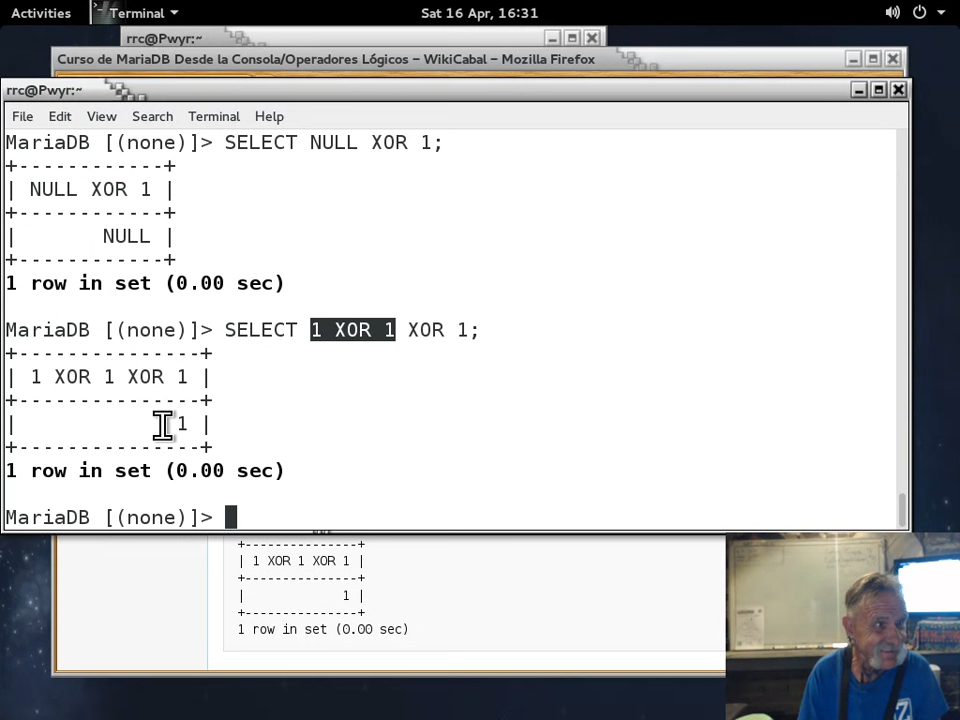 Activities
Terminal
Sat 16 Apr, 16:31
rrc@Pwyr:~
Curso de MariaDB Desde la Consola/Operadores Lógicos – WikiCabal – Mozilla Firefox
rrc@Pwyr:~
File Edit View Search Terminal Help
MariaDB [(none)]> SELECT NULL XOR 1;
+------------+
| NULL XOR 1 |
+------------+
|       NULL |
+------------+
1 row in set (0.00 sec)
MariaDB [(none)]> SELECT 1 XOR 1 XOR 1;
+---------------+
| 1 XOR 1 XOR 1 |
+---------------+
|             1 |
+---------------+
1 row in set (0.00 sec)
MariaDB [(none)]>
+---------------+
| 1 XOR 1 XOR 1 |
+---------------+
|             1 |
+---------------+
1 row in set (0.00 sec)